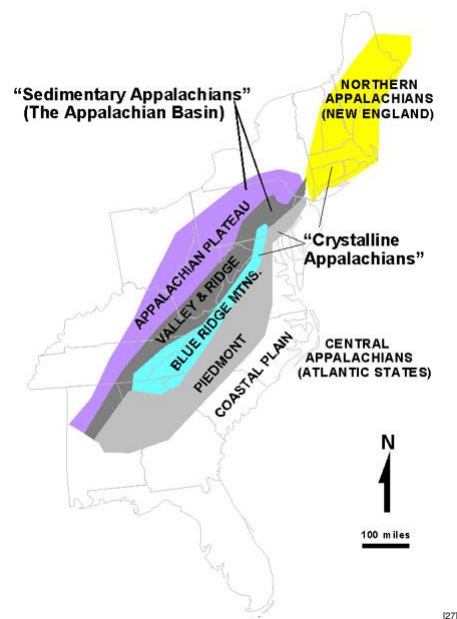 NORTHERN
APPALACHIANS
(NEW ENGLAND)
“Sedimentary Appalachians”
(The Appalachian Basin)
“Crystalline
Appalachians”
APPALACHIAN PLATEAU
VALLEY & RIDGE
BLUE RIDGE MTNS.
PIEDMONT
COASTAL PLAIN
CENTRAL
APPALACHIANS
(ATLANTIC STATES)
N
100 miles
[27]